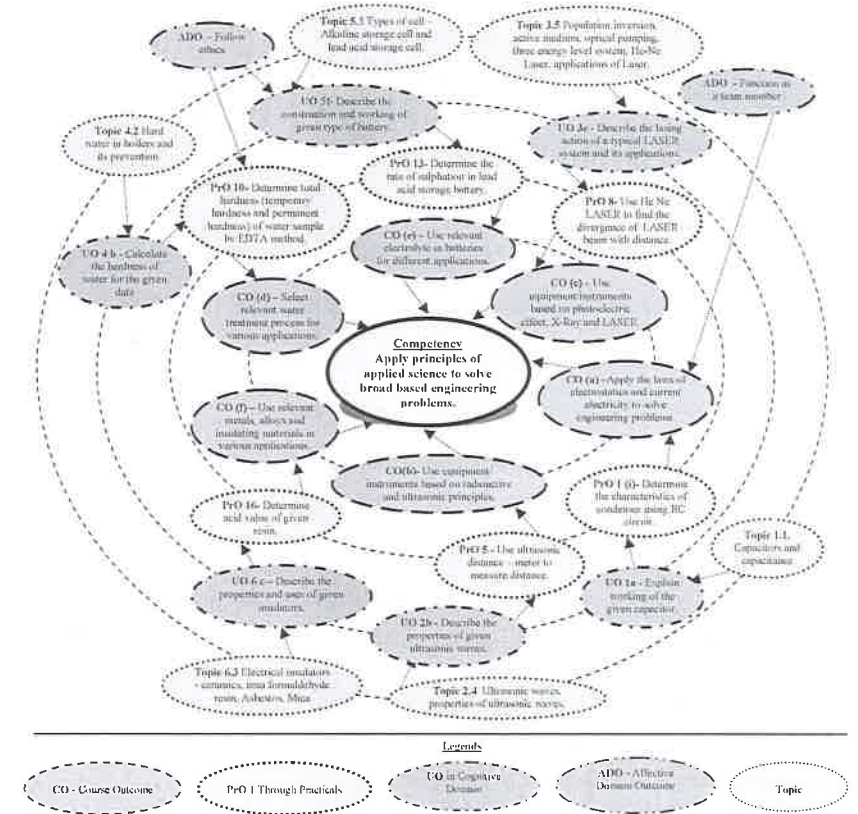 Topic 5.3 Types of cell -
Alkaline storage cell and
lead acid storage cell.
Topic 3.5 Population inversion,
active medium, optical pumping,
three energy level system, He-Ne
Laser, applications of Laser.
ADO - Follow
ethics
ADO - Function as
a team member
UO 5f- Describe the
construction and working of
given type of battery.
UO 3e - Describe the lasing
action of a typical LASER
system and its applications.
Topic 4.2 Hard
water in boilers and
its prevention
PrO 13- Determine the
rate of sulphation in lead
acid storage battery.
PrO 10- Determine total
hardness (temporary
hardness and permanent
hardness) of water sample
by EDTA method.
PrO 8- Use He Ne
LASER to find the
divergence of LASER
beam with distance.
CO (e) - Use relevant
electrolyte in batteries
for different applications.
UO 4 b - Calculate
the hardness of
water for the given
data
CO (d) - Select
relevant water
treatment process for
various applications.
CO (c) - Use
equipment/instruments
based on photoelectric
effect, X-Ray and LASER
Competency
Apply principles of
applied science to solve
broad based engineering
problems.
CO (a) -Apply the laws of
electrostatics and current
electricity to solve
engineering problems
CO (f) - Use relevant
metals, alloys and
insulating materials in
various applications.
CO(b)- Use equipment/
instruments based on radioactive
and ultrasonic principles.
PrO 1 (i)- Determine
the characteristics of
condenser using RC
circuit.
PrO 16- Determine
acid value of given
resin.
Topic 1.1.
Capacitors and
capacitance
PrO 5 - Use ultrasonic
distance - meter to
measure distance.
UO 6 c - Describe the
properties and uses of given
insulators.
UO 1e - Explain
working of the
given capacitor.
UO 2b - Describe the
properties of given
ultrasonic waves.
Topic 6.3 Electrical insulators
- ceramics, urea formaldehyde
resin, Asbestos, Mica
Topic 2.4 Ultrasonic waves,
properties of ultrasonic waves.
Legends
CO - Course Outcome
PrO 1 Through Practicals
UO in Cognitive
Domain
ADO - Affective
Domain Outcome
Topic